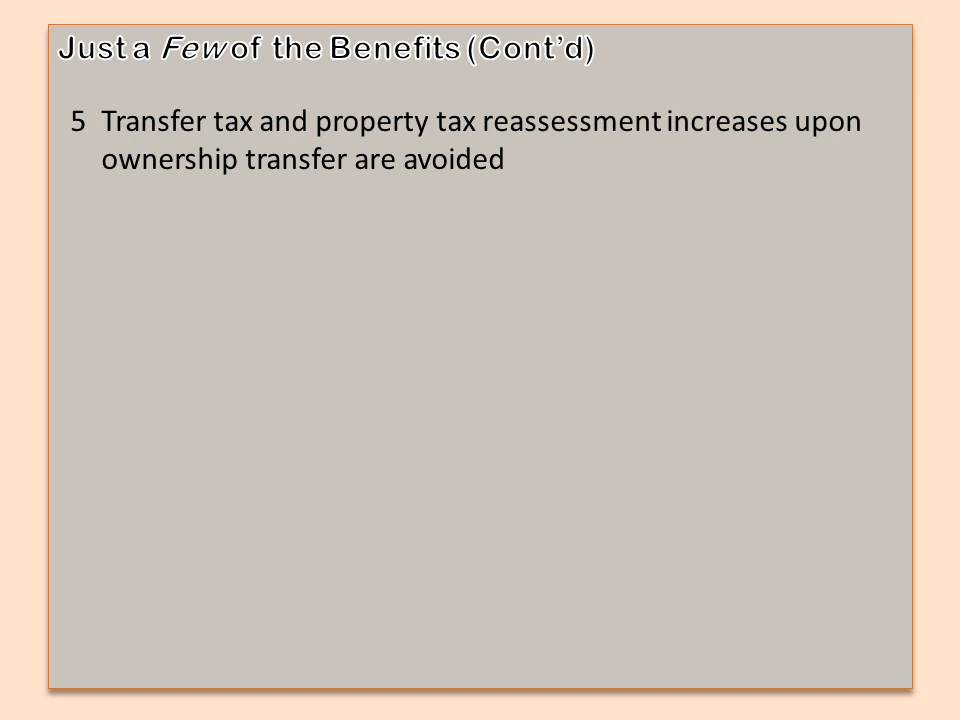 Just a Few of the Benefits (Cont’d)
5 Transfer tax and property tax reassessment increases upon
ownership transfer are avoided